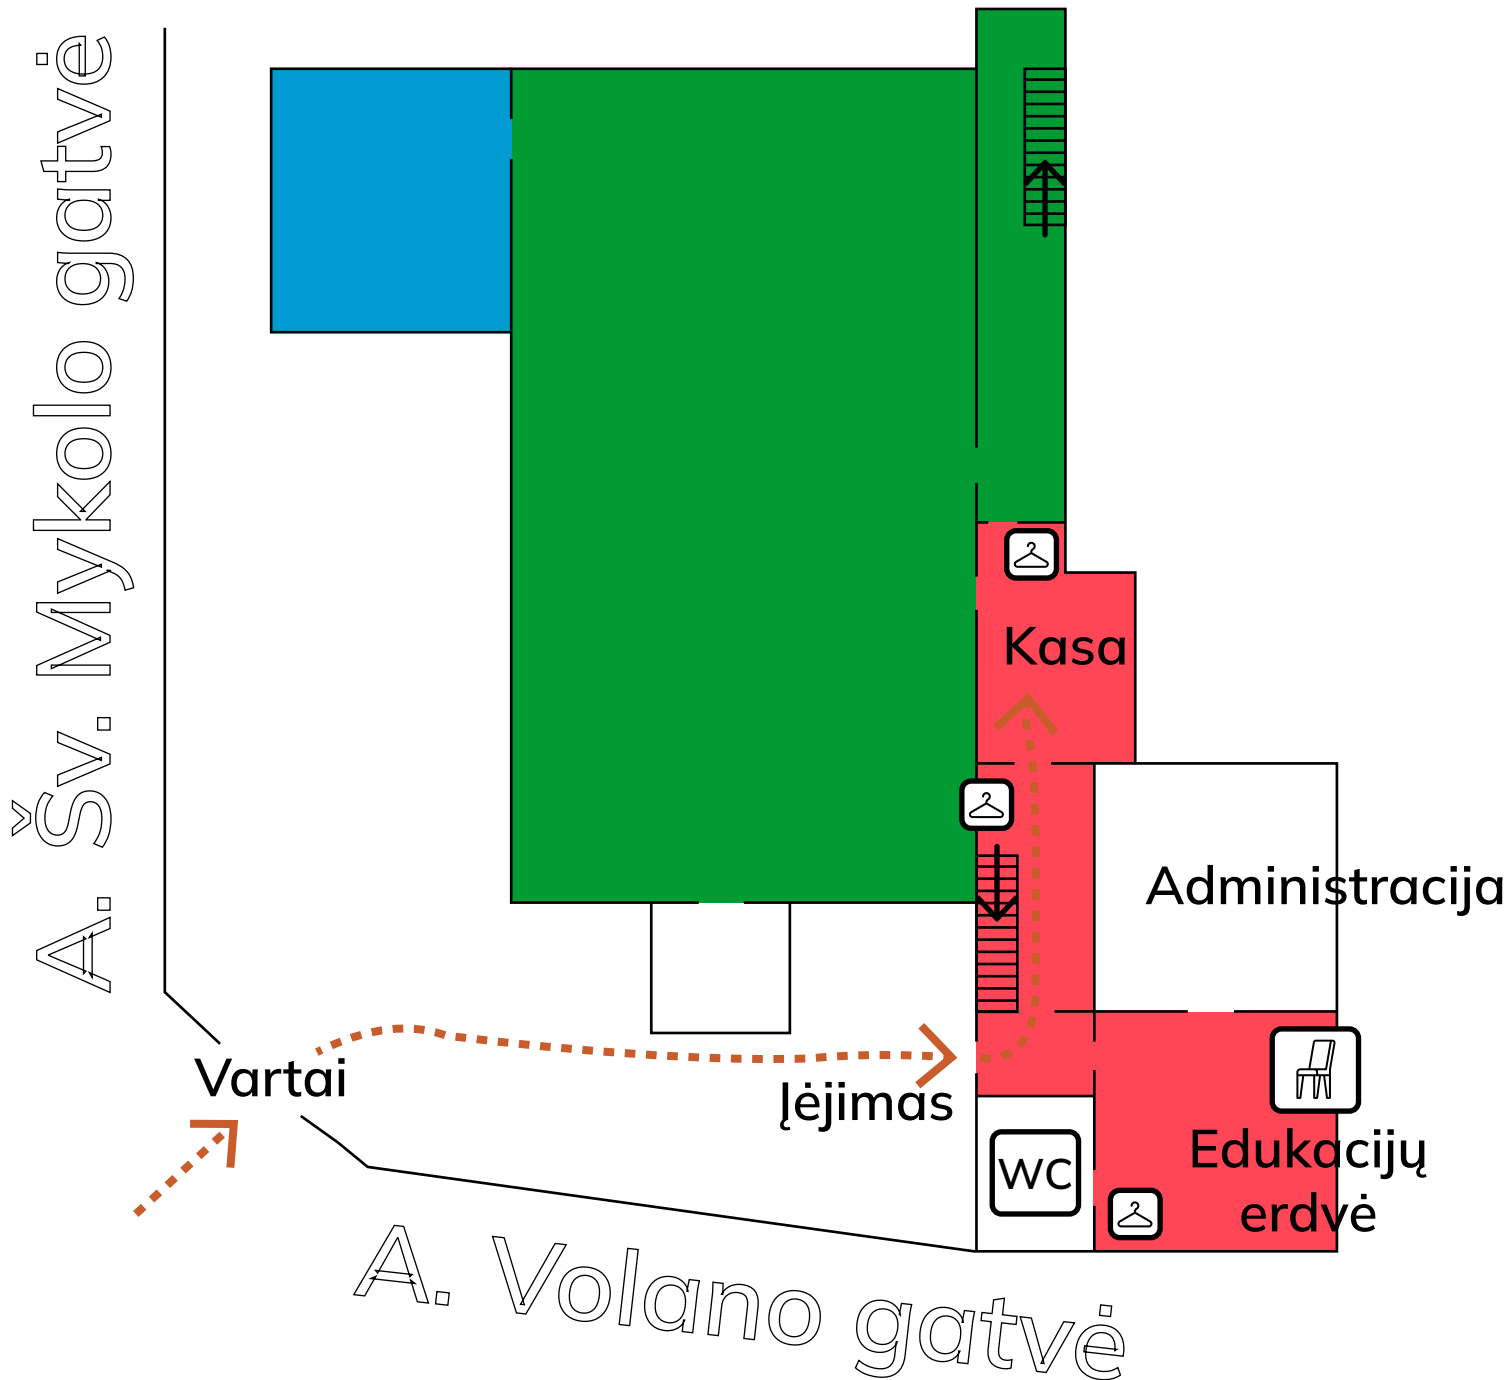 A. Šv. Mykolo gatvė
Kasa
Administracija
Vartai
Įėjimas
WC
Edukacijų
erdvė
A. Volano gatvė